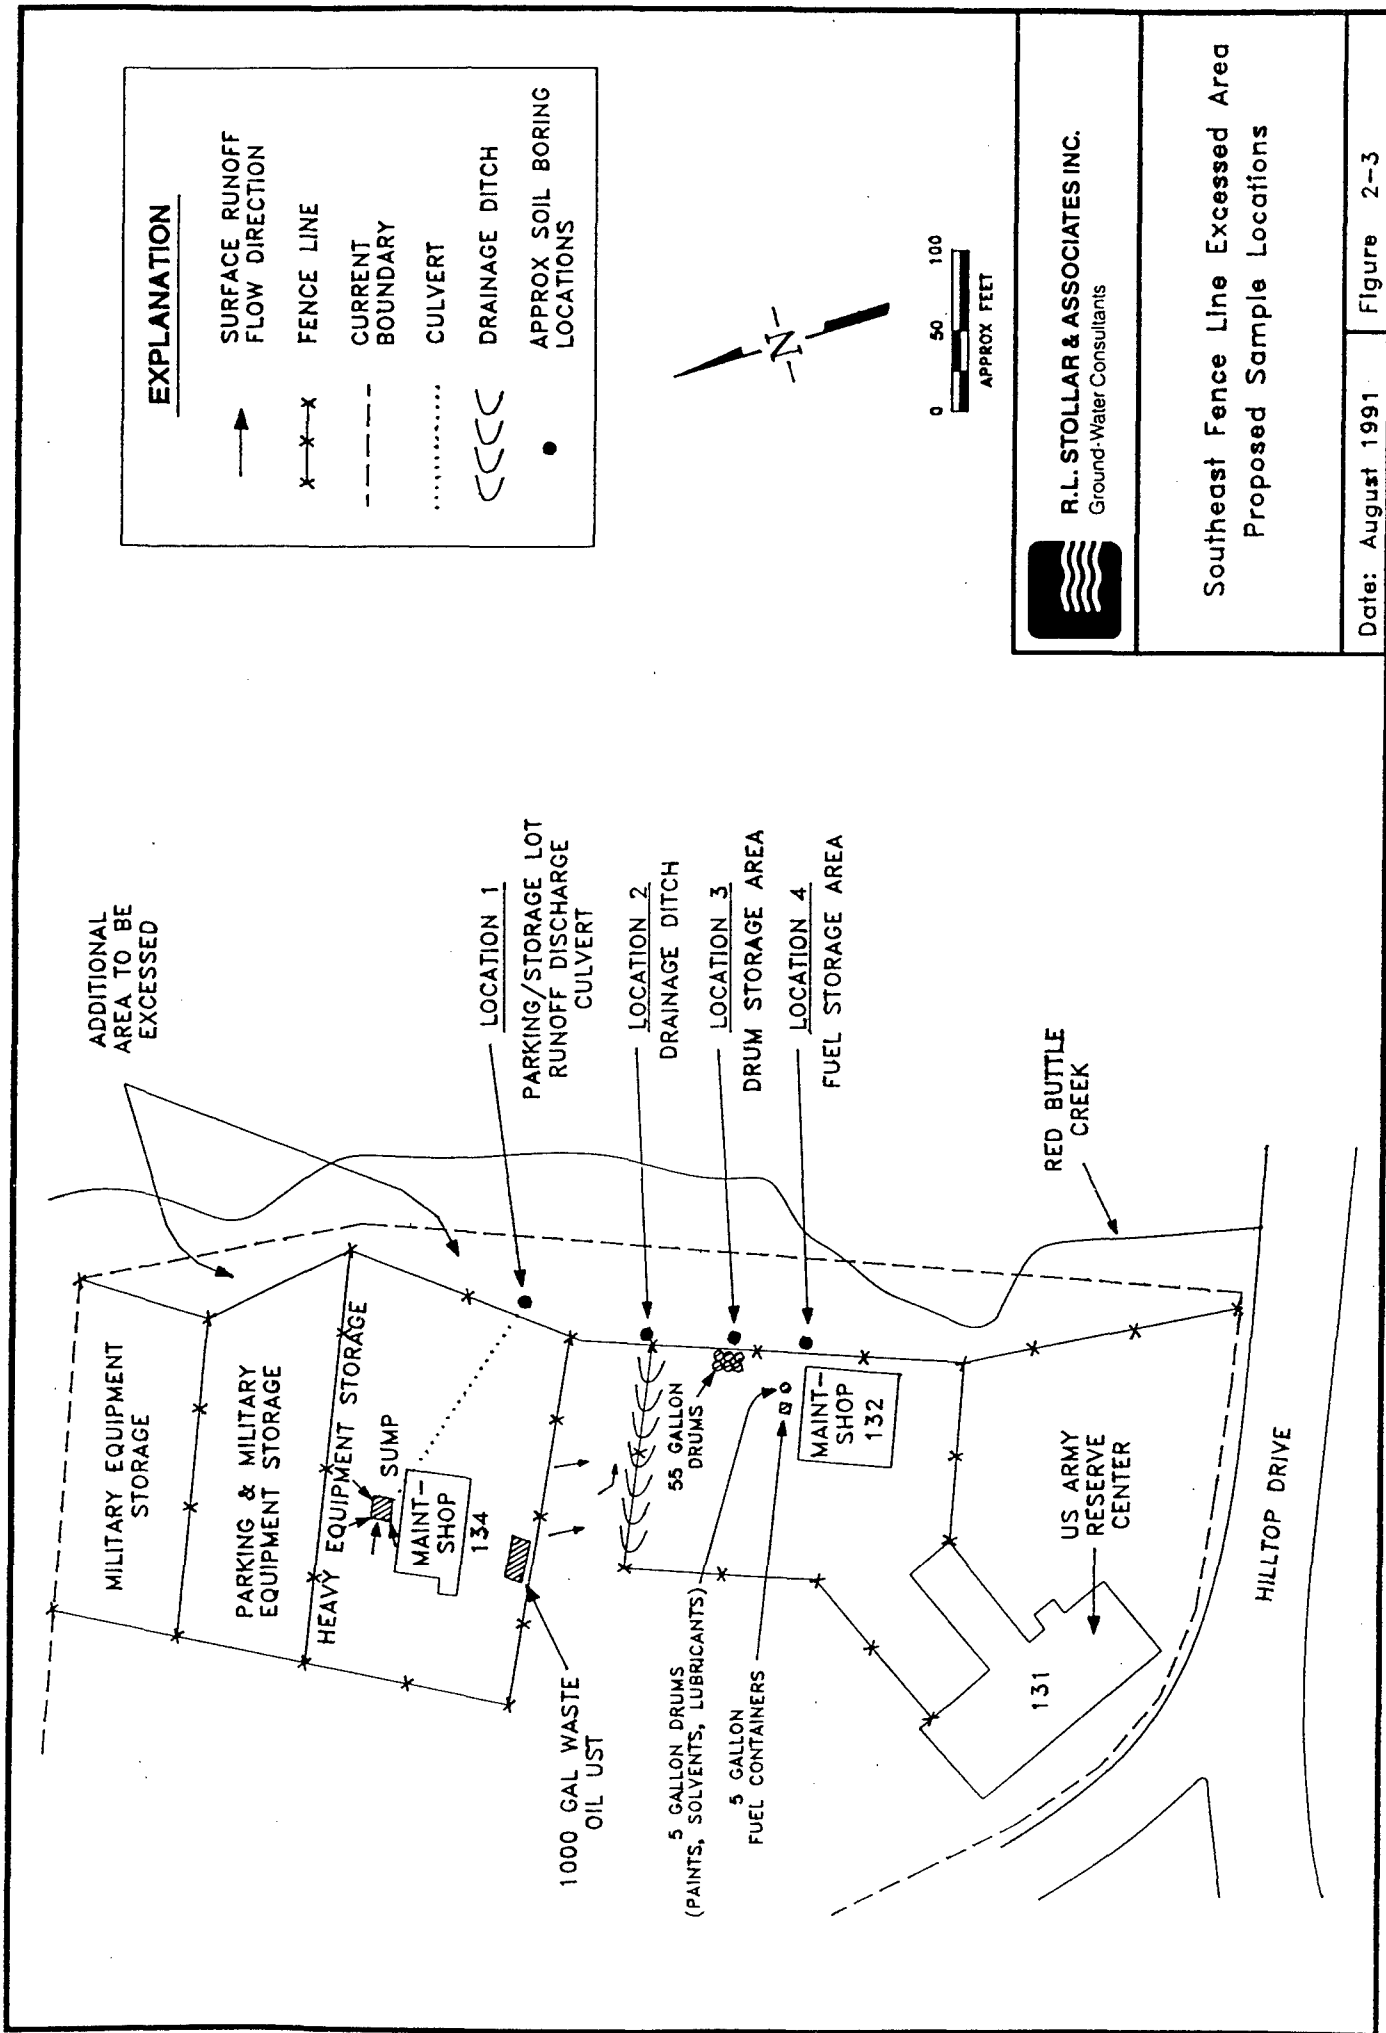 EXPLANATION
SURFACE RUNOFF
FLOW DIRECTION
FENCE LINE
CURRENT
BOUNDARY
CULVERT
DRAINAGE DITCH
APPROX SOIL BORING
LOCATIONS
-N-
0 50 100
APPROX FEET
ADDITIONAL
AREA TO BE
EXCESSED
LOCATION 1
PARKING/STORAGE LOT
RUNOFF DISCHARGE
CULVERT
LOCATION 2
DRAINAGE DITCH
LOCATION 3
DRUM STORAGE AREA
LOCATION 4
FUEL STORAGE AREA
RED BUTTLE
CREEK
MILITARY EQUIPMENT
STORAGE
PARKING & MILITARY
EQUIPMENT STORAGE
HEAVY EQUIPMENT STORAGE
SUMP
MAINT-
SHOP
134
1000 GAL WASTE
OIL UST
55 GALLON
DRUMS
5 GALLON DRUMS
(PAINTS, SOLVENTS, LUBRICANTS)
5 GALLON
FUEL CONTAINERS
MAINT-
SHOP
132
US ARMY
RESERVE
CENTER
131
HILLTOP DRIVE
R.L. STOLLAR & ASSOCIATES INC.
Ground-Water Consultants
Southeast Fence Line Excessed Area
Proposed Sample Locations
Date: August 1991
Figure 2-3